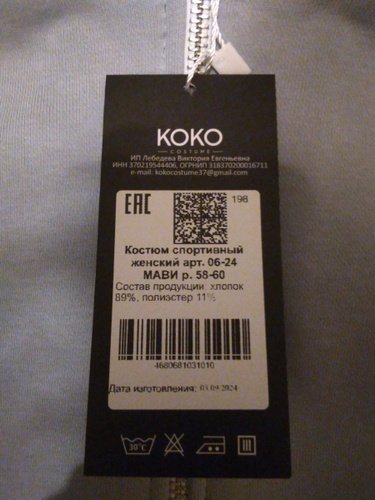 KOKO
COSTUME
ИП Лебедева Виктория Евгеньевна
ИНН 370219544406, ОГРНИП 318370200016711
e-mail: kokocostume37@gmail.com
EAC
198
Костюм спортивный
женский арт. 06-24
МАВИ р. 58-60
Состав продукции хлопок
89%, полиэстер 11%
4680681031010
Дата изготовления: 03.09.2024
30°C